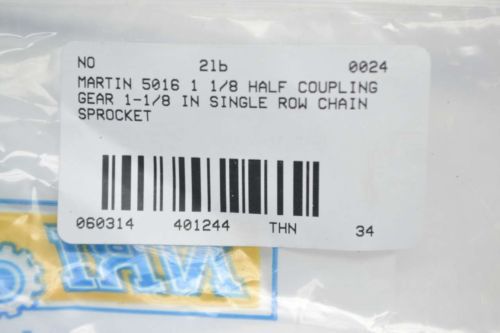 NO 21b 0024
MARTIN 5016 1 1/8 HALF COUPLING
GEAR 1-1/8 IN SINGLE ROW CHAIN
SPROCKET
060314 401244 THN 34